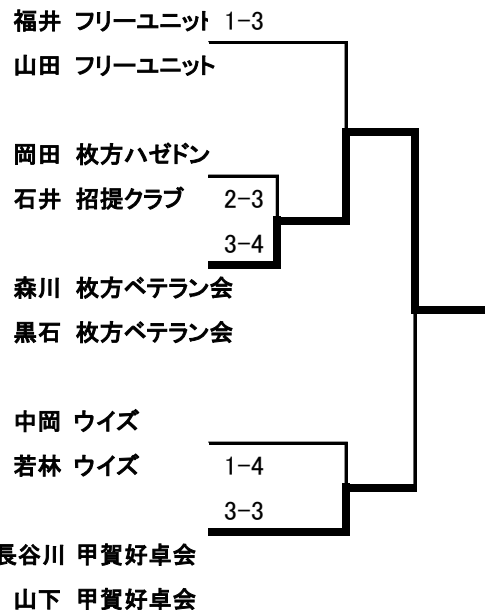 福井 フリーユニット 1-3
山田 フリーユニット
岡田 枚方ハゼドン
石井 招提クラブ 2-3
3-4
森川 枚方ベテラン会
黒石 枚方ベテラン会
中岡 ウイズ
若林 ウイズ 1-4
3-3
長谷川 甲賀好卓会
山下 甲賀好卓会